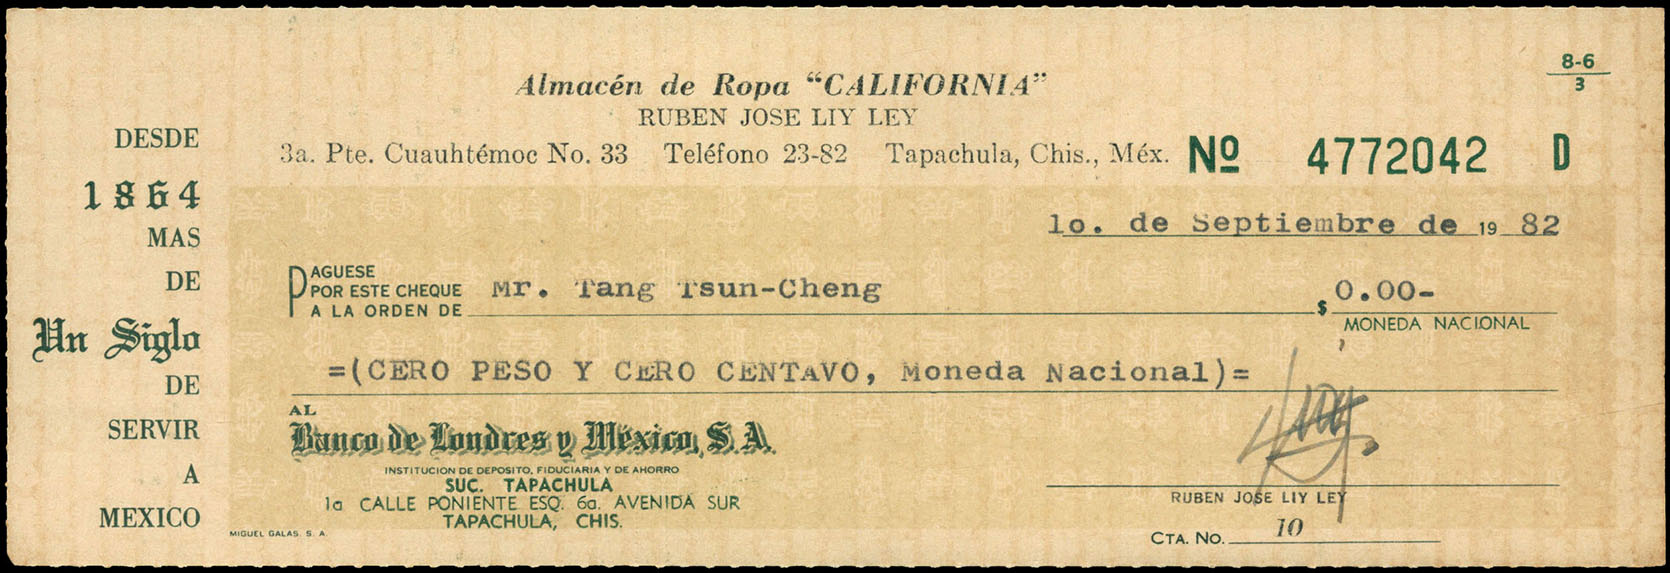 8-6
3
Almacén de Ropa “CALIFORNIA”
RUBEN JOSE LIY LEY
3a. Pte. Cuauhtémoc No. 33 Teléfono 23-82 Tapachula, Chis., Méx.
Nº 4772042 D
DESDE
1864
MAS
DE
Un Siglo
DE
SERVIR
A
MEXICO
1o. de Septiembre de 19 82
PAGUESE
POR ESTE CHEQUE
A LA ORDEN DE Mr. Tang Tsun-Cheng $ 0.00-
MONEDA NACIONAL
=(CERO PESO Y CERO CENTAVO, Moneda Nacional)=
AL
Banco de Londres y México, S.A.
INSTITUCION DE DEPOSITO, FIDUCIARIA Y DE AHORRO
SUC. TAPACHULA
1a CALLE PONIENTE ESQ. 6a. AVENIDA SUR
TAPACHULA, CHIS.
MIGUEL GALAS. S. A.
RUBEN JOSE LIY LEY
CTA. No. 10